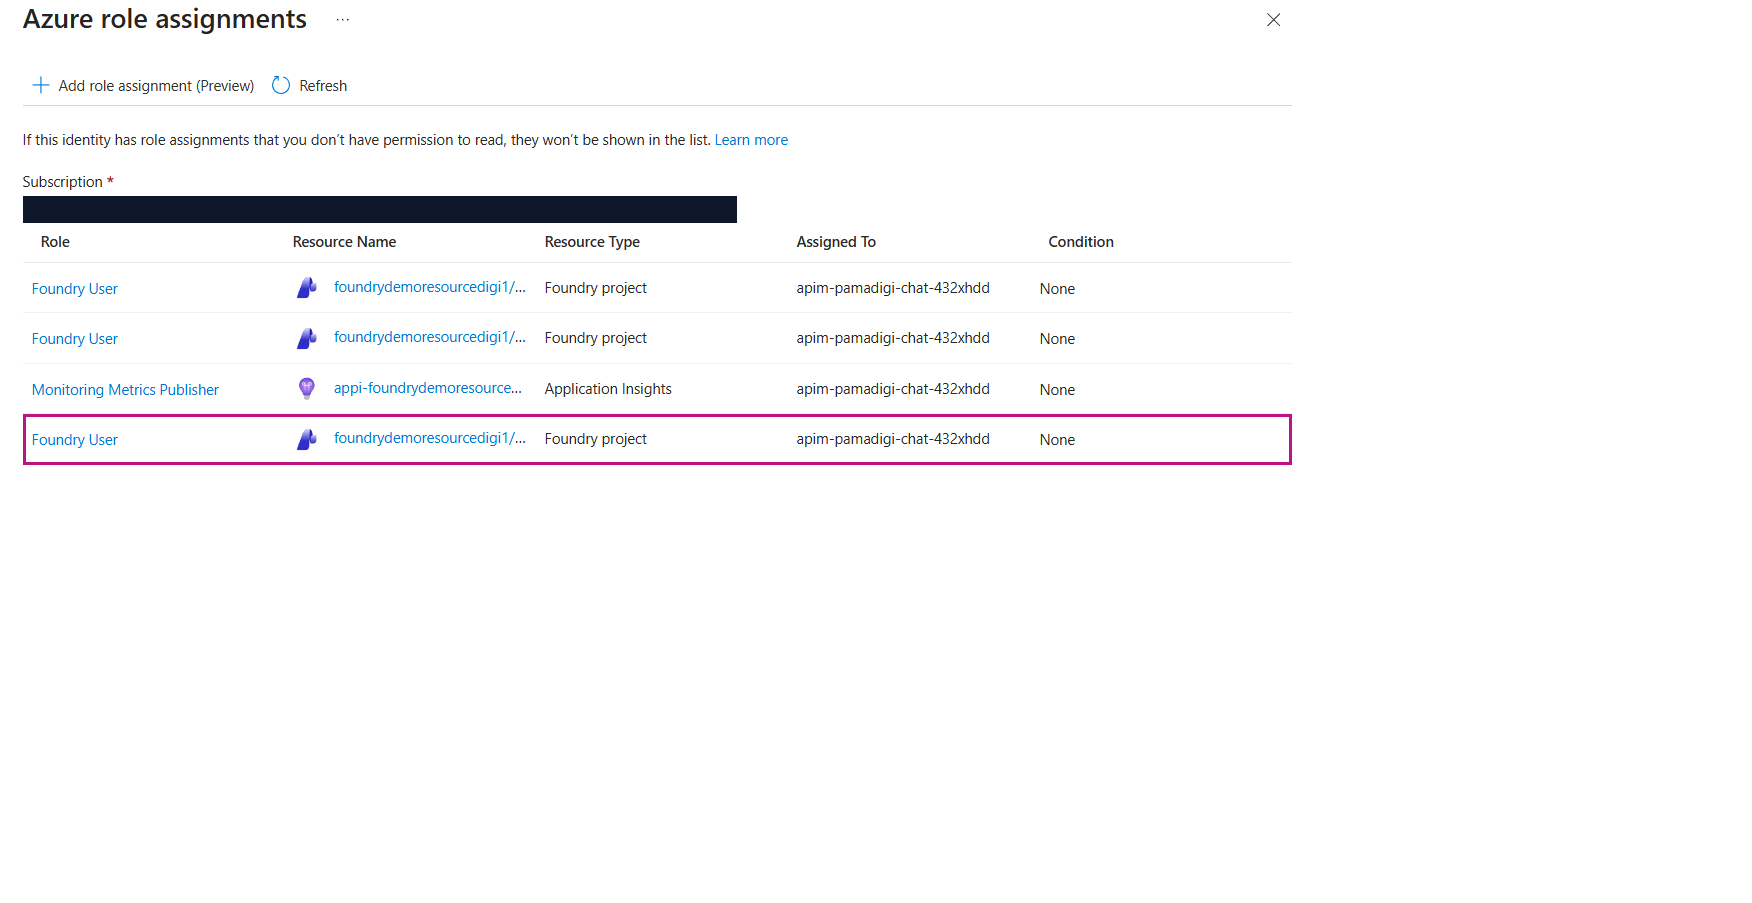 Azure role assignments ...
Add role assignment (Preview) Refresh
If this identity has role assignments that you don't have permission to read, they won't be shown in the list. Learn more
Subscription *
Role Resource Name Resource Type Assigned To Condition
Foundry User foundrydemoresourcedigi1/... Foundry project apim-pamadigi-chat-432xhdd None
Foundry User foundrydemoresourcedigi1/... Foundry project apim-pamadigi-chat-432xhdd None
Monitoring Metrics Publisher appi-foundrydemoresource... Application Insights apim-pamadigi-chat-432xhdd None
Foundry User foundrydemoresourcedigi1/... Foundry project apim-pamadigi-chat-432xhdd None